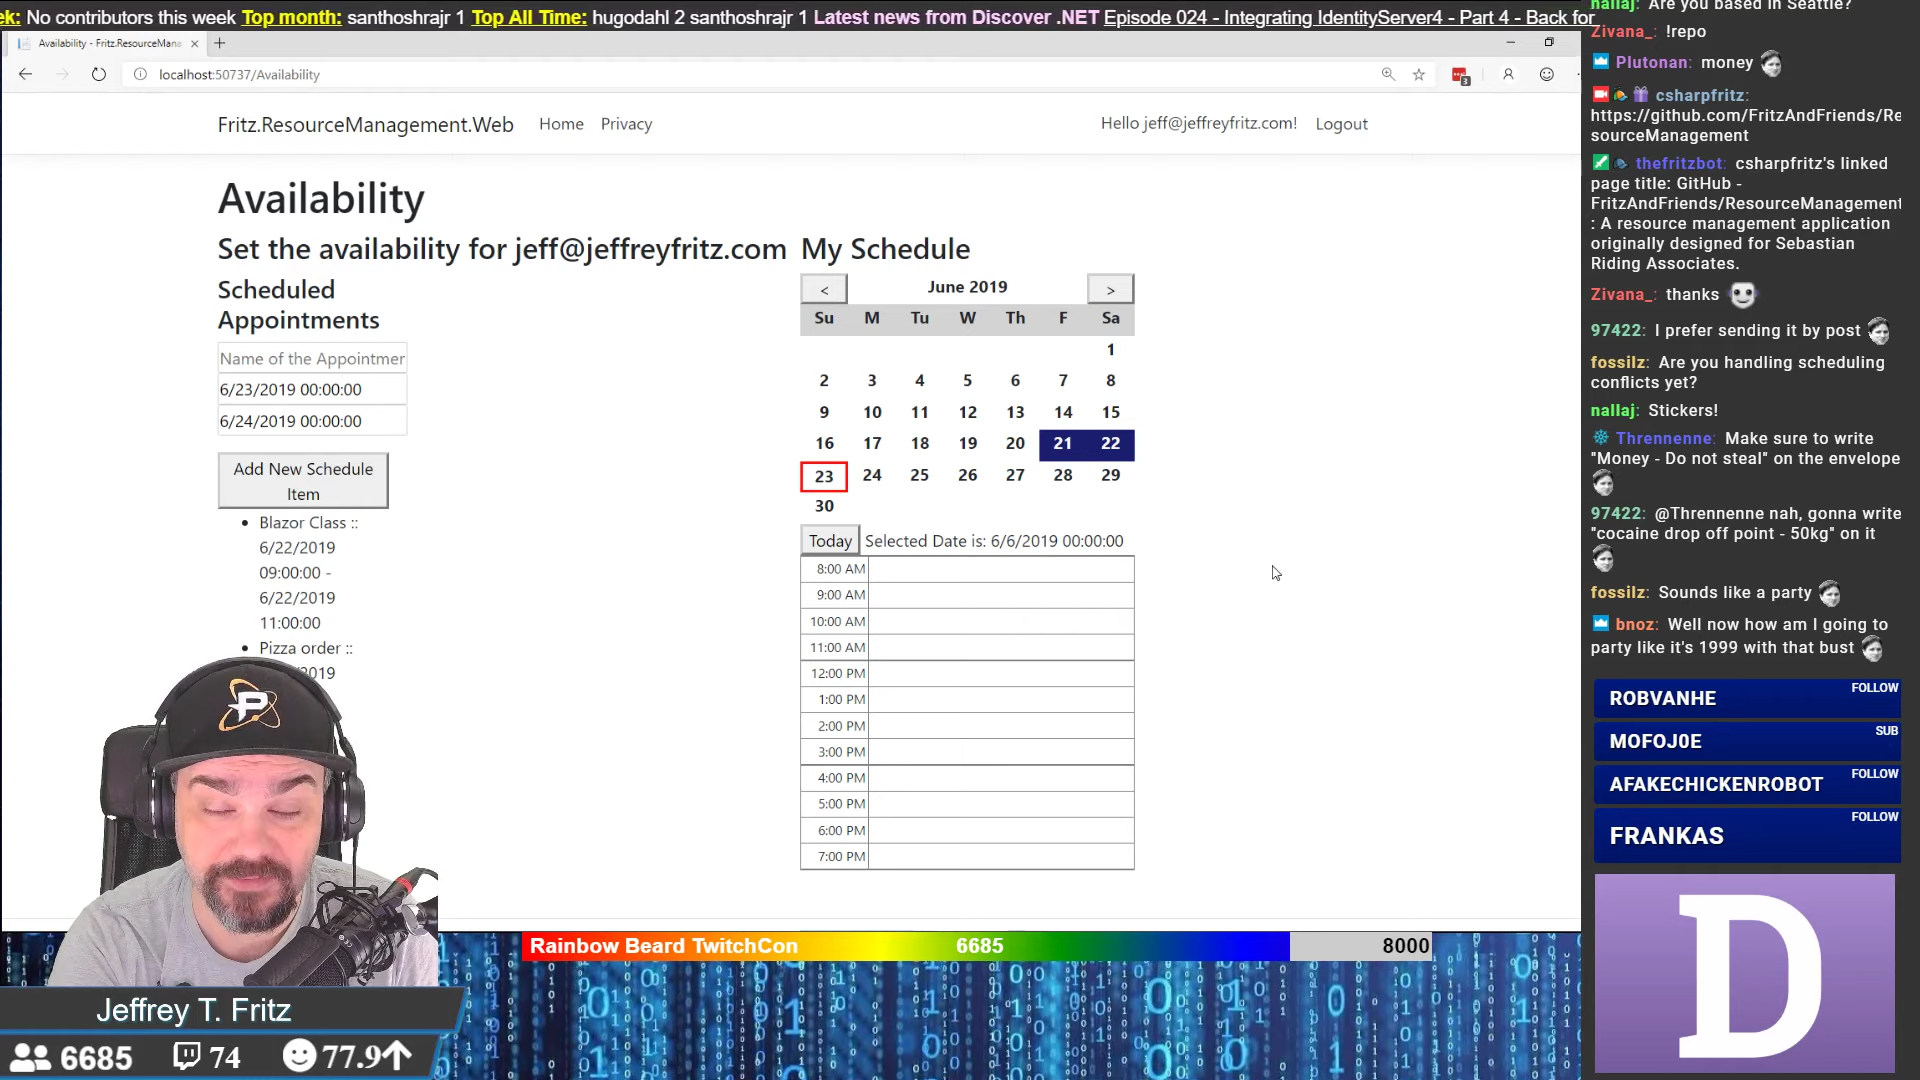 ek: No contributors this week Top month: santhoshrajr 1 Top All Time: hugodahl 2 santhoshrajr 1 Latest news from Discover .NET Episode 024 - Integrating IdentityServer4 - Part 4 - Back for
Availability - Fritz.ResourceMana
localhost:50737/Availability
3
Fritz.ResourceManagement.Web Home Privacy Hello jeff@jeffreyfritz.com! Logout
Availability
Set the availability for jeff@jeffreyfritz.com
Scheduled
Appointments
Name of the Appointmer
6/23/2019 00:00:00
6/24/2019 00:00:00
Add New Schedule
Item
Blazor Class ::
6/22/2019
09:00:00 -
6/22/2019
11:00:00
Pizza order ::
2019
My Schedule
< June 2019 >
Su M Tu W Th F Sa
1
2 3 4 5 6 7 8
9 10 11 12 13 14 15
16 17 18 19 20 21 22
23 24 25 26 27 28 29
30
Today Selected Date is: 6/6/2019 00:00:00
8:00 AM
9:00 AM
10:00 AM
11:00 AM
12:00 PM
1:00 PM
2:00 PM
3:00 PM
4:00 PM
5:00 PM
6:00 PM
7:00 PM
nallaj: Are you based in Seattle?
Zivana_: !repo
Plutonan: money
csharpfritz:
https://github.com/FritzAndFriends/Re
sourceManagement
thefritzbot: csharpfritz's linked
page title: GitHub -
FritzAndFriends/ResourceManagement
: A resource management application
originally designed for Sebastian
Riding Associates.
Zivana_: thanks
97422: I prefer sending it by post
fossilz: Are you handling scheduling
conflicts yet?
nallaj: Stickers!
Thrennenne: Make sure to write
"Money - Do not steal" on the envelope
97422: @Thrennenne nah, gonna write
"cocaine drop off point - 50kg" on it
fossilz: Sounds like a party
bnoz: Well now how am I going to
party like it's 1999 with that bust
ROBVANHE FOLLOW
MOFOJ0E SUB
AFAKECHICKENROBOT FOLLOW
FRANKAS FOLLOW
D
P
Rainbow Beard TwitchCon 6685 8000
Jeffrey T. Fritz
6685 74 77.9